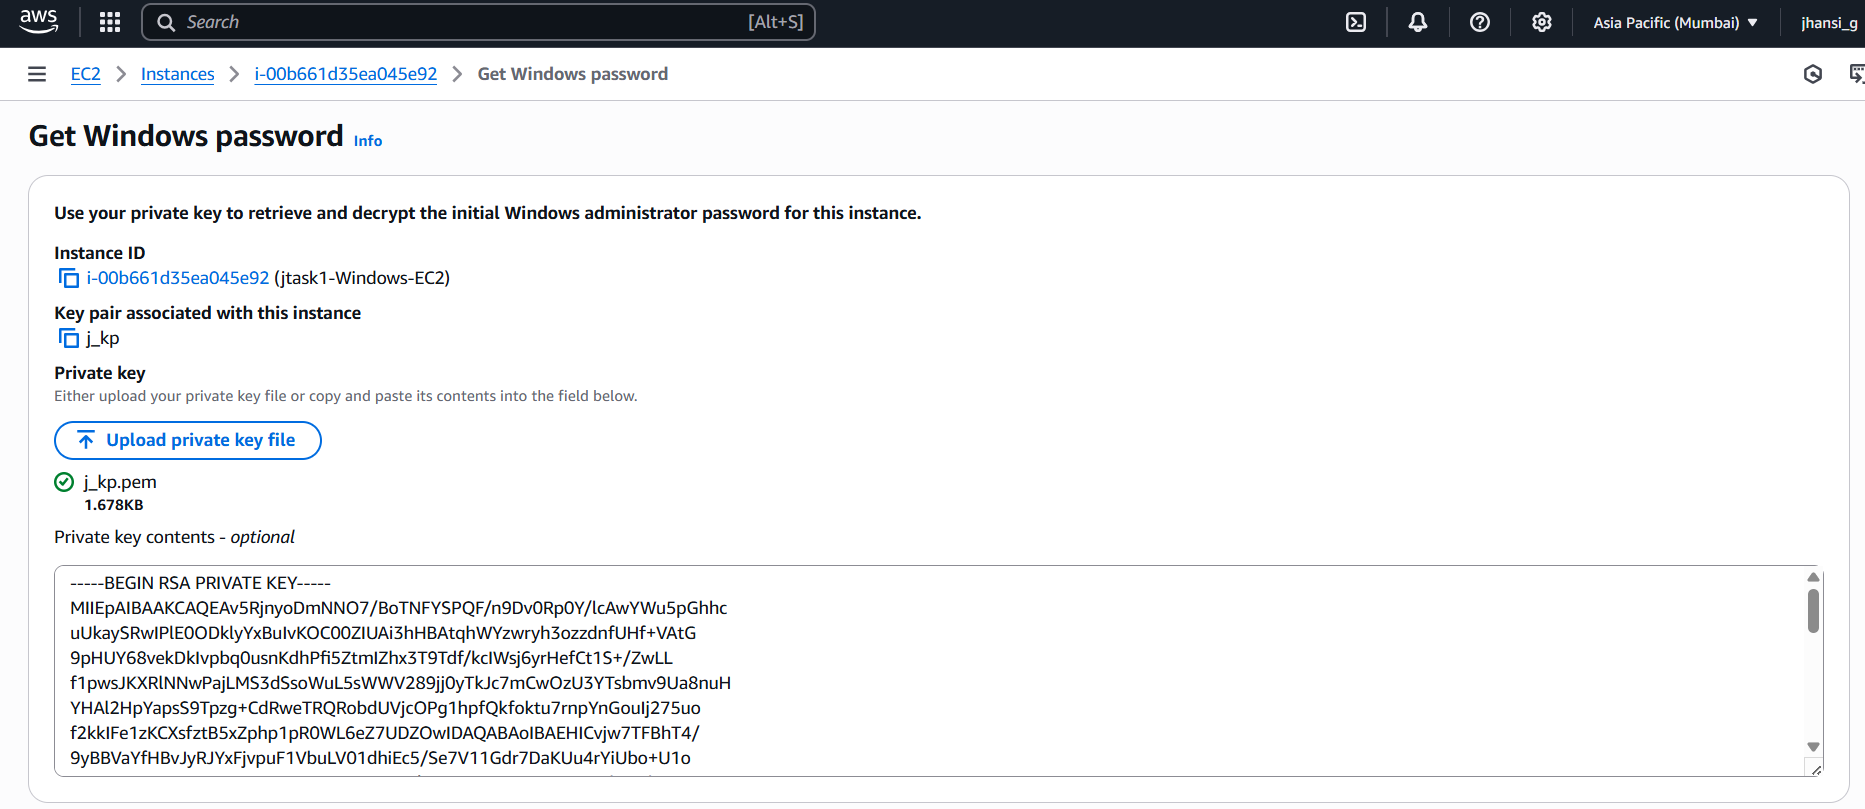 aws
Search [Alt+S]
Asia Pacific (Mumbai)
jhansi_g
EC2 Instances i-00b661d35ea045e92 Get Windows password
Get Windows password Info
Use your private key to retrieve and decrypt the initial Windows administrator password for this instance.
Instance ID
i-00b661d35ea045e92 (jtask1-Windows-EC2)
Key pair associated with this instance
j_kp
Private key
Either upload your private key file or copy and paste its contents into the field below.
Upload private key file
j_kp.pem
1.678KB
Private key contents - optional
-----BEGIN RSA PRIVATE KEY-----
MIIEpAIBAAKCAQEAv5RjnyoDmNNO7/BoTNFYSPQF/n9Dv0Rp0Y/lcAwYWu5pGhhc
uUkaySRwIPlE0ODklyYxBuIvKOC00ZIUAi3hHBAtqhWYzwryh3ozzdnfUHf+VAtG
9pHUY68vekDkIvpbq0usnKdhPfi5ZtmIZhx3T9Tdf/kcIWsj6yrHefCt1S+/ZwLL
f1pwsJKXRlNNwPajLMS3dSsoWuL5sWWV289jj0yTkJc7mCwOzU3YTsbmv9Ua8nuH
YHAl2HpYapsS9Tpzg+CdRweTRQRobdUVjcOPg1hpfQkfoktu7rnpYnGouIj275uo
f2kkIFe1zKCXsfztB5xZphp1pR0WL6eZ7UDZOwIDAQABAoIBAEHICvjw7TFBhT4/
9yBBVaYfHBvJyRJYxFjvpuF1VbuLV01dhiEc5/Se7V11Gdr7DaKUu4rYiUbo+U1o